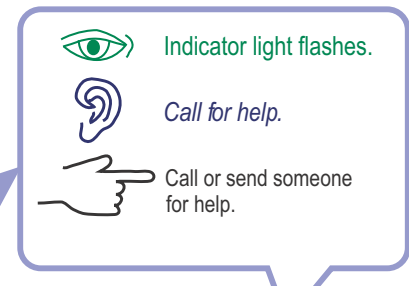 Indicator light flashes.
Call for help.
Call or send someone
for help.